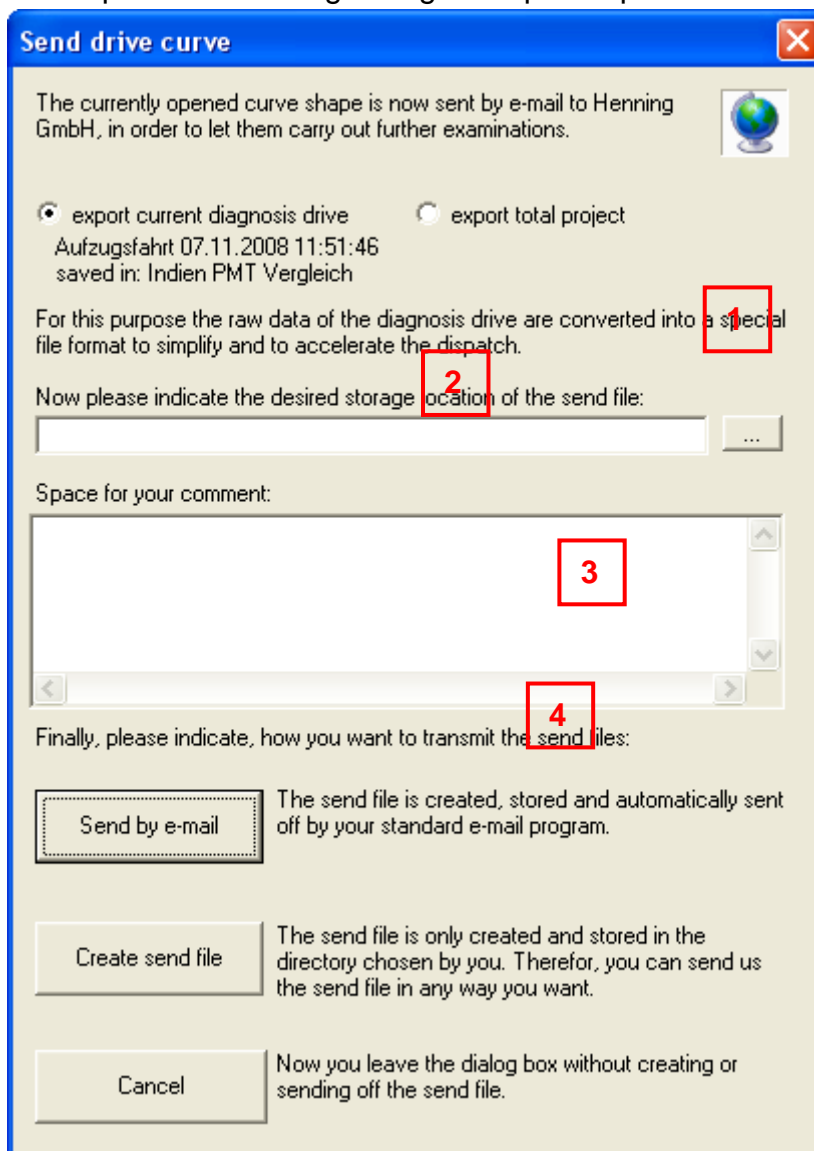 Send drive curve
The currently opened curve shape is now sent by e-mail to Henning
GmbH, in order to let them carry out further examinations.
export current diagnosis drive export total project
Aufzugsfahrt 07.11.2008 11:51:46
saved in: Indien PMT Vergleich
1
For this purpose the raw data of the diagnosis drive are converted into a special
file format to simplify and to accelerate the dispatch.
2
Now please indicate the desired storage location of the send file:
...
Space for your comment:
3
4
Finally, please indicate, how you want to transmit the send files:
Send by e-mail
The send file is created, stored and automatically sent
off by your standard e-mail program.
Create send file
The send file is only created and stored in the
directory chosen by you. Therefor, you can send us
the send file in any way you want.
Cancel
Now you leave the dialog box without creating or
sending off the send file.